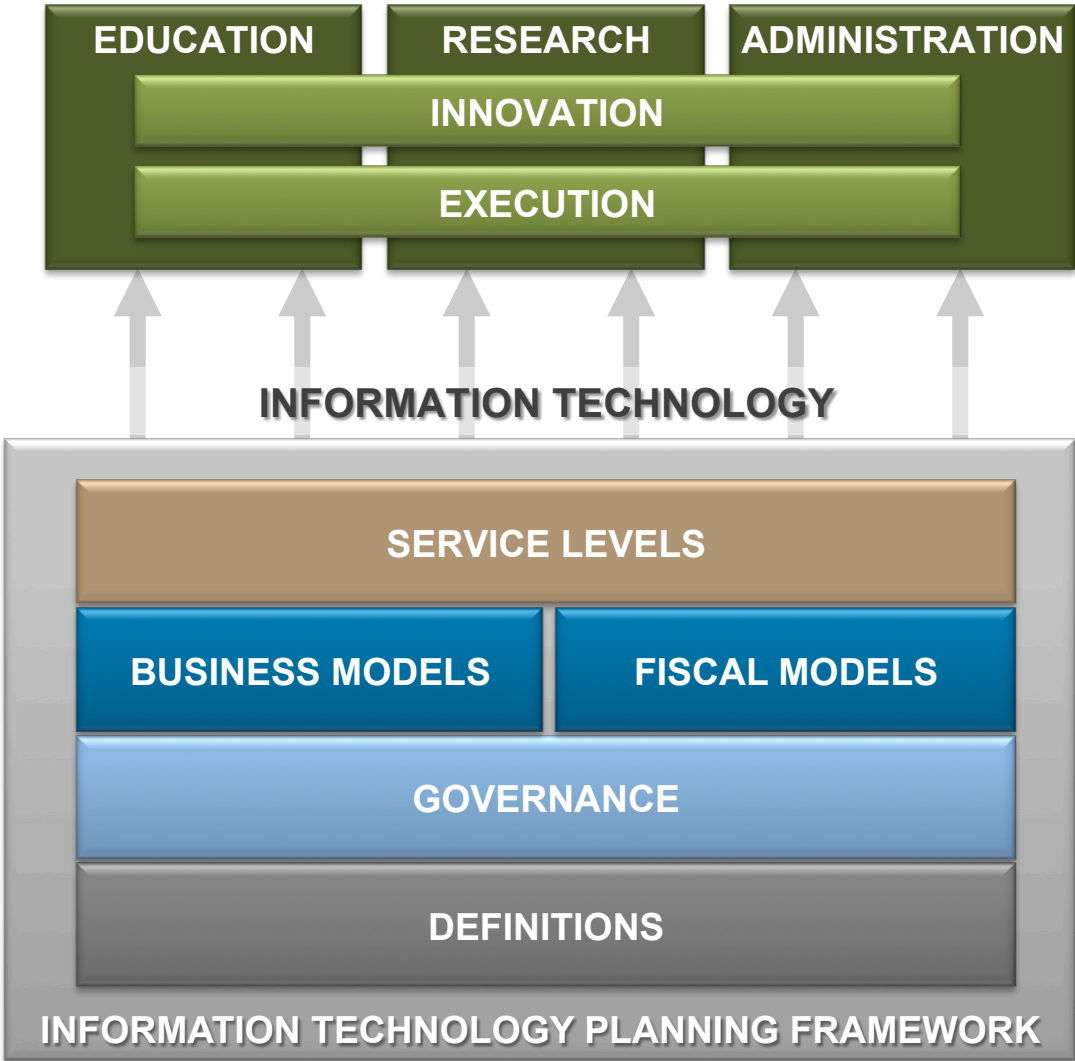 EDUCATION
RESEARCH
ADMINISTRATION
INNOVATION
EXECUTION
INFORMATION TECHNOLOGY
SERVICE LEVELS
BUSINESS MODELS
FISCAL MODELS
GOVERNANCE
DEFINITIONS
INFORMATION TECHNOLOGY PLANNING FRAMEWORK